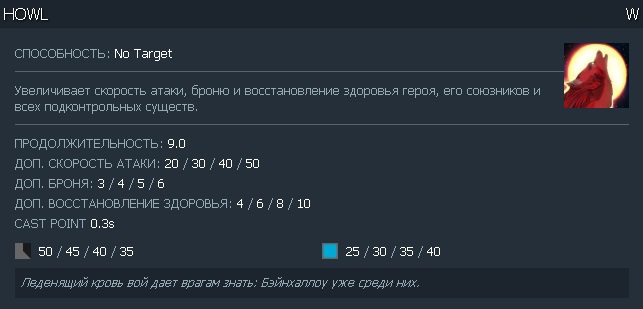 HOWL W
СПОСОБНОСТЬ: No Target
Увеличивает скорость атаки, броню и восстановление здоровья героя, его союзников и
всех подконтрольных существ.
ПРОДОЛЖИТЕЛЬНОСТЬ: 9.0
ДОП. СКОРОСТЬ АТАКИ: 20 / 30 / 40 / 50
ДОП. БРОНЯ: 3 / 4 / 5 / 6
ДОП. ВОССТАНОВЛЕНИЕ ЗДОРОВЬЯ: 4 / 6 / 8 / 10
CAST POINT 0.3s
50 / 45 / 40 / 35 25 / 30 / 35 / 40
Леденящий кровь вой дает врагам знать: Бэйнхаллоу уже среди них.